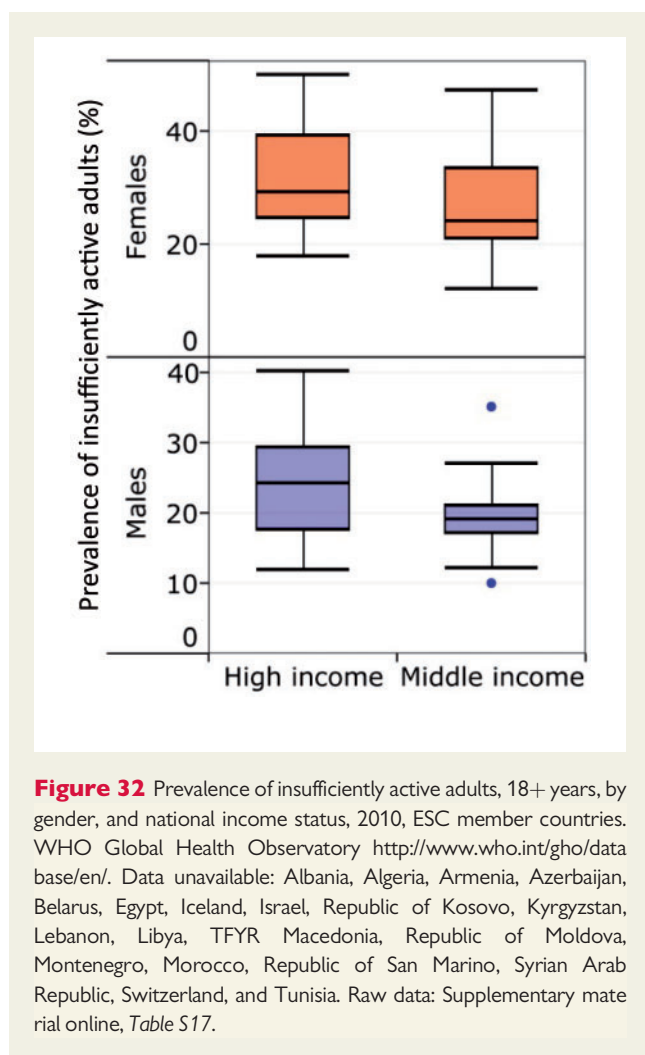 Prevalence of insufficiently active adults (%)
Females
40
20
0
Males
40
30
20
10
0
High income Middle income
Figure 32 Prevalence of insufficiently active adults, 18+ years, by
gender, and national income status, 2010, ESC member countries.
WHO Global Health Observatory http://www.who.int/gho/data
base/en/. Data unavailable: Albania, Algeria, Armenia, Azerbaijan,
Belarus, Egypt, Iceland, Israel, Republic of Kosovo, Kyrgyzstan,
Lebanon, Libya, TFYR Macedonia, Republic of Moldova,
Montenegro, Morocco, Republic of San Marino, Syrian Arab
Republic, Switzerland, and Tunisia. Raw data: Supplementary mate
rial online, Table S17.